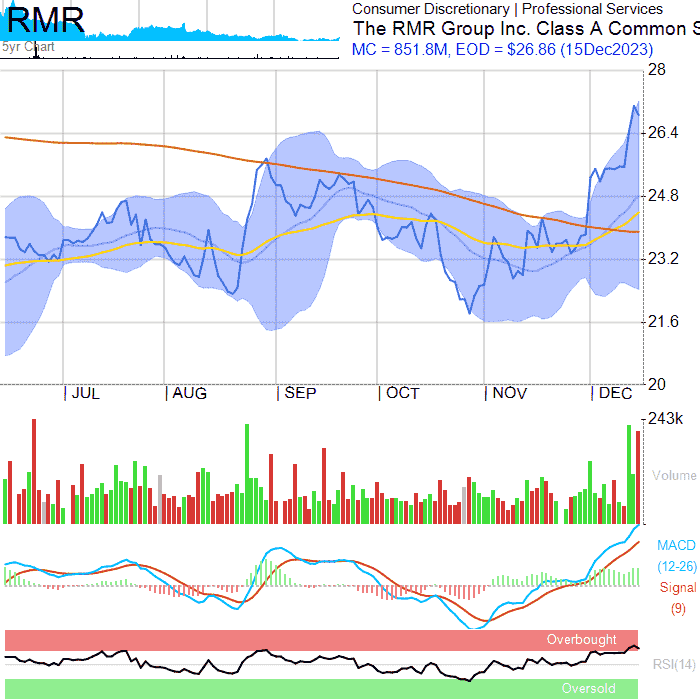 RMR
5yr Chart
Consumer Discretionary | Professional Services
The RMR Group Inc. Class A Common S
MC = 851.8M, EOD = $26.86 (15Dec2023)
28
26.4
24.8
23.2
21.6
20
| JUL | AUG | SEP | OCT | NOV | DEC
243k
Volume
MACD
(12-26)
Signal
(9)
Overbought
RSI(14)
Oversold